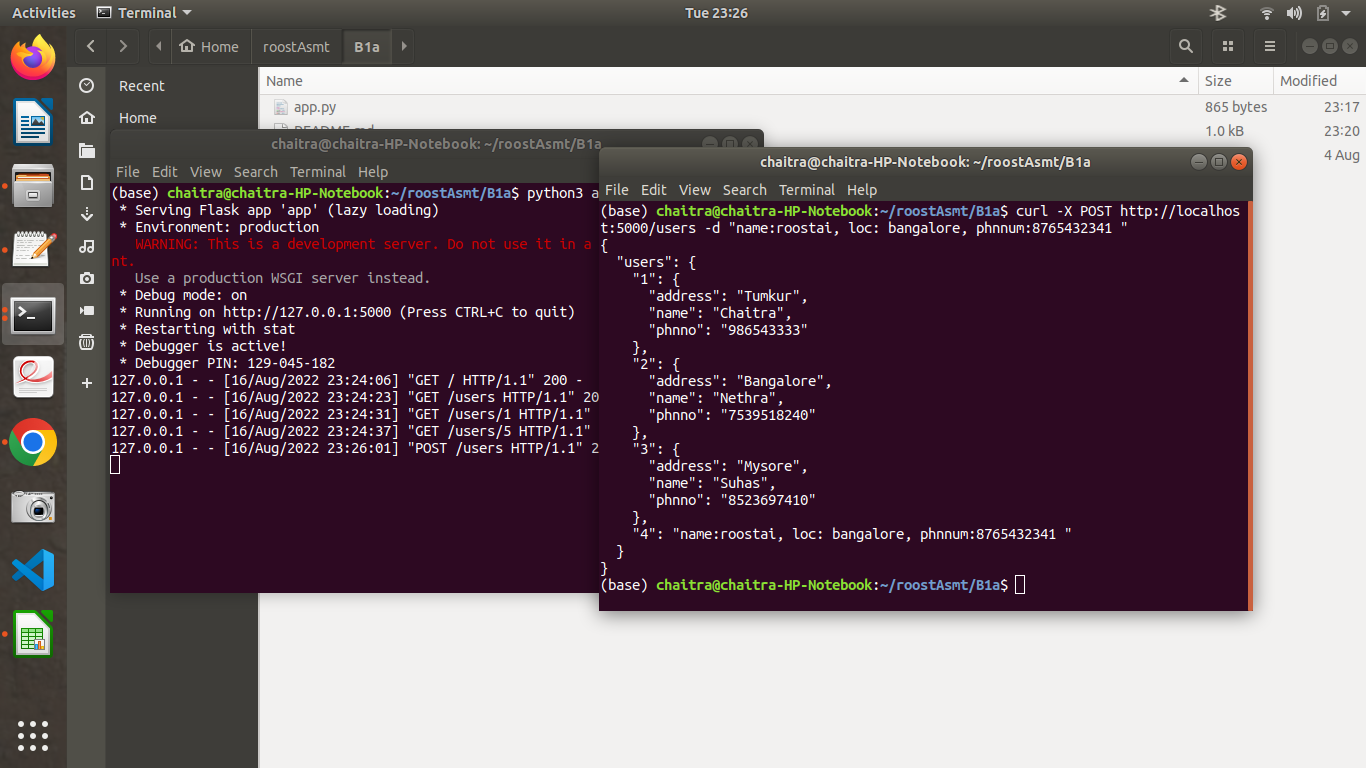 Activities
Terminal
Tue 23:26
Home
roostAsmt
B1a
Recent
Home
Name
Size
Modified
app.py
865 bytes
23:17
README.md
1.0 kB
23:20
4 Aug
chaitra@chaitra-HP-Notebook: ~/roostAsmt/B1a
File Edit View Search Terminal Help
(base) chaitra@chaitra-HP-Notebook:~/roostAsmt/B1a$ python3 a
 * Serving Flask app 'app' (lazy loading)
 * Environment: production
   WARNING: This is a development server. Do not use it in a
nt.
   Use a production WSGI server instead.
 * Debug mode: on
 * Running on http://127.0.0.1:5000 (Press CTRL+C to quit)
 * Restarting with stat
 * Debugger is active!
 * Debugger PIN: 129-045-182
127.0.0.1 - - [16/Aug/2022 23:24:06] "GET / HTTP/1.1" 200 -
127.0.0.1 - - [16/Aug/2022 23:24:23] "GET /users HTTP/1.1" 20
127.0.0.1 - - [16/Aug/2022 23:24:31] "GET /users/1 HTTP/1.1"
127.0.0.1 - - [16/Aug/2022 23:24:37] "GET /users/5 HTTP/1.1"
127.0.0.1 - - [16/Aug/2022 23:26:01] "POST /users HTTP/1.1" 2
chaitra@chaitra-HP-Notebook: ~/roostAsmt/B1a
File Edit View Search Terminal Help
(base) chaitra@chaitra-HP-Notebook:~/roostAsmt/B1a$ curl -X POST http://localhos
t:5000/users -d "name:roostai, loc: bangalore, phnnum:8765432341 "
{
  "users": {
    "1": {
      "address": "Tumkur",
      "name": "Chaitra",
      "phnno": "986543333"
    },
    "2": {
      "address": "Bangalore",
      "name": "Nethra",
      "phnno": "7539518240"
    },
    "3": {
      "address": "Mysore",
      "name": "Suhas",
      "phnno": "8523697410"
    },
    "4": "name:roostai, loc: bangalore, phnnum:8765432341 "
  }
}
(base) chaitra@chaitra-HP-Notebook:~/roostAsmt/B1a$